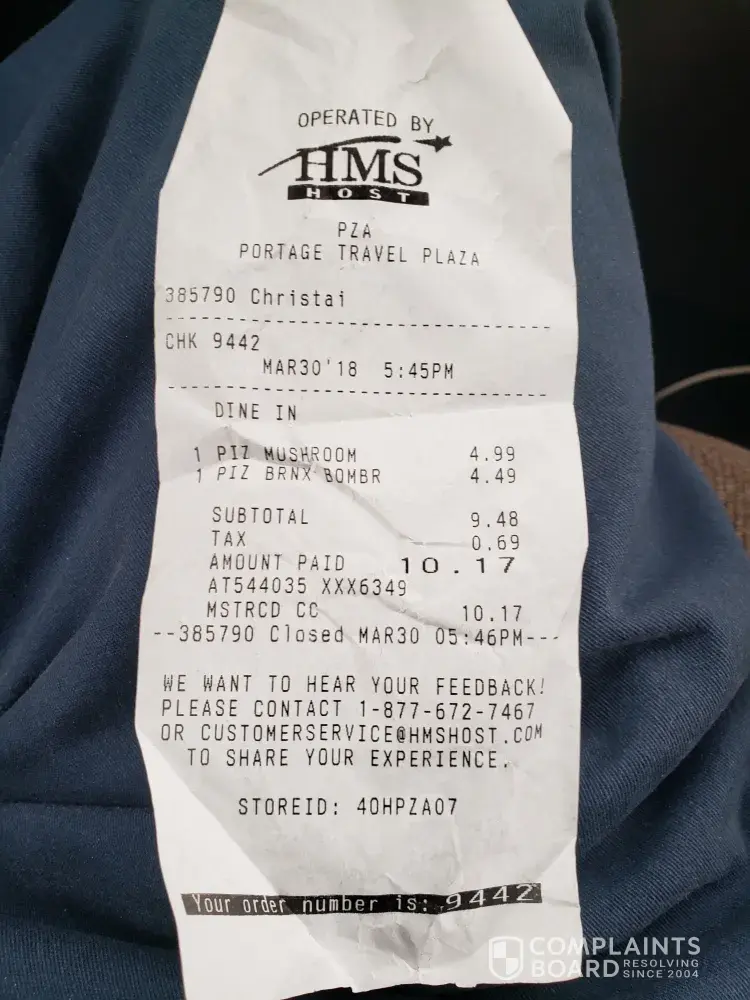 OPERATED BY
HMS
HOST
PZA
PORTAGE TRAVEL PLAZA
385790 Christai
CHK 9442
MAR30'18 5:45PM
DINE IN
1 PIZ MUSHROOM 4.99
1 PIZ BRNX BOMBR 4.49
SUBTOTAL 9.48
TAX 0.69
AMOUNT PAID 10.17
AT544035 XXX6349
MSTRCD CC 10.17
--385790 Closed MAR30 05:46PM---
WE WANT TO HEAR YOUR FEEDBACK!
PLEASE CONTACT 1-877-672-7467
OR CUSTOMERSERVICE@HMSHOST.COM
TO SHARE YOUR EXPERIENCE.
STOREID: 40HPZA07
Your order number is: 9442
COMPLAINTS
BOARD RESOLVING
SINCE 2004